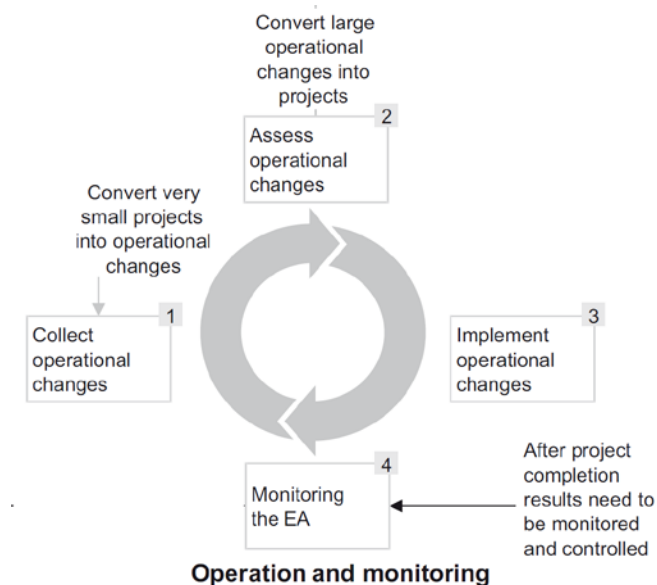 Convert large
operational
changes into
projects
2
Assess
operational
changes
Convert very
small projects
into operational
changes
1
Collect
operational
changes
3
Implement
operational
changes
4
Monitoring
the EA
After project
completion
results need to
be monitored
and controlled
Operation and monitoring